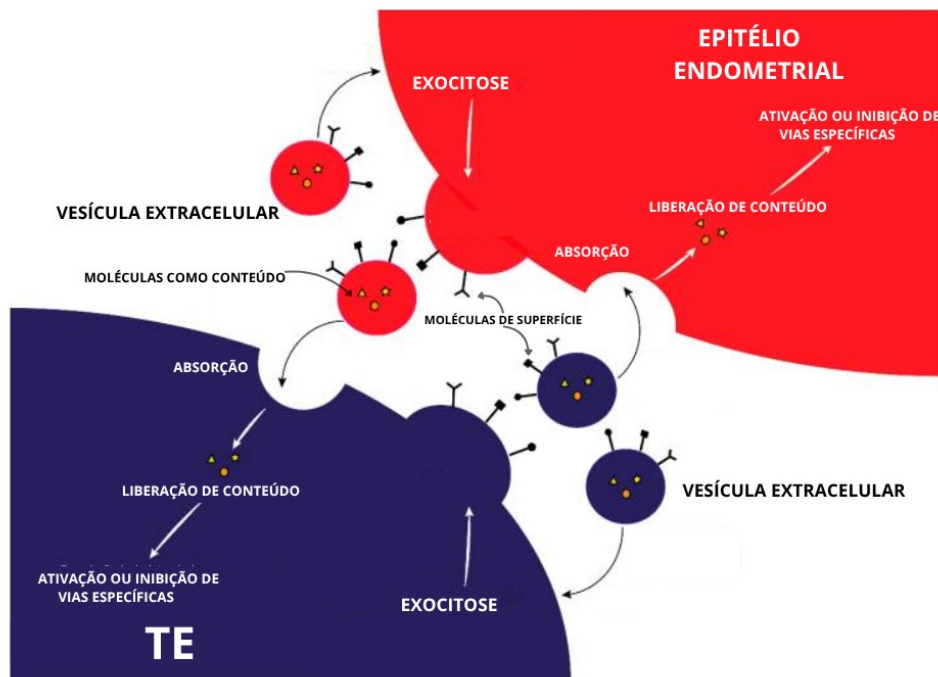 EPITÉLIO
ENDOMETRIAL
EXOCITOSE
ATIVAÇÃO OU INIBIÇÃO DE
VIAS ESPECÍFICAS
VESÍCULA EXTRACELULAR
LIBERAÇÃO DE CONTEÚDO
ABSORÇÃO
MOLÉCULAS COMO CONTEÚDO
MOLÉCULAS DE SUPERFÍCIE
ABSORÇÃO
LIBERAÇÃO DE CONTEÚDO
VESÍCULA EXTRACELULAR
ATIVAÇÃO OU INIBIÇÃO DE
VIAS ESPECÍFICAS
EXOCITOSE
TE